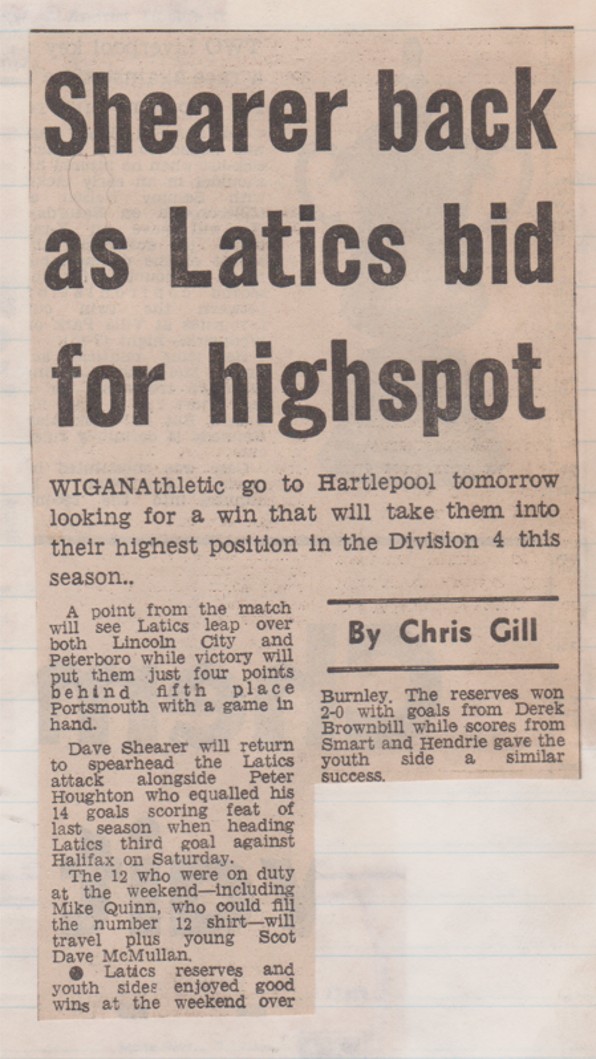 Shearer back
as Latics bid
for highspot
WIGANAthletic go to Hartlepool tomorrow
looking for a win that will take them into
their highest position in the Division 4 this
season..
A point from the match
will see Latics leap over
both Lincoln City and
Peterboro while victory will
put them just four points
behind fifth place
Portsmouth with a game in
hand.
Dave Shearer will return
to spearhead the Latics
attack alongside Peter
Houghton who equalled his
14 goals scoring feat of
last season when heading
Latics third goal against
Halifax on Saturday.
The 12 who were on duty
at the weekend—including
Mike Quinn, who could fill
the number 12 shirt—will
travel plus young Scot
Dave McMullan.
● Latics reserves and
youth sides enjoyed good
wins at the weekend over
By Chris Gill
Burnley. The reserves won
2-0 with goals from Derek
Brownbill while scores from
Smart and Hendrie gave the
youth side a similar
success.